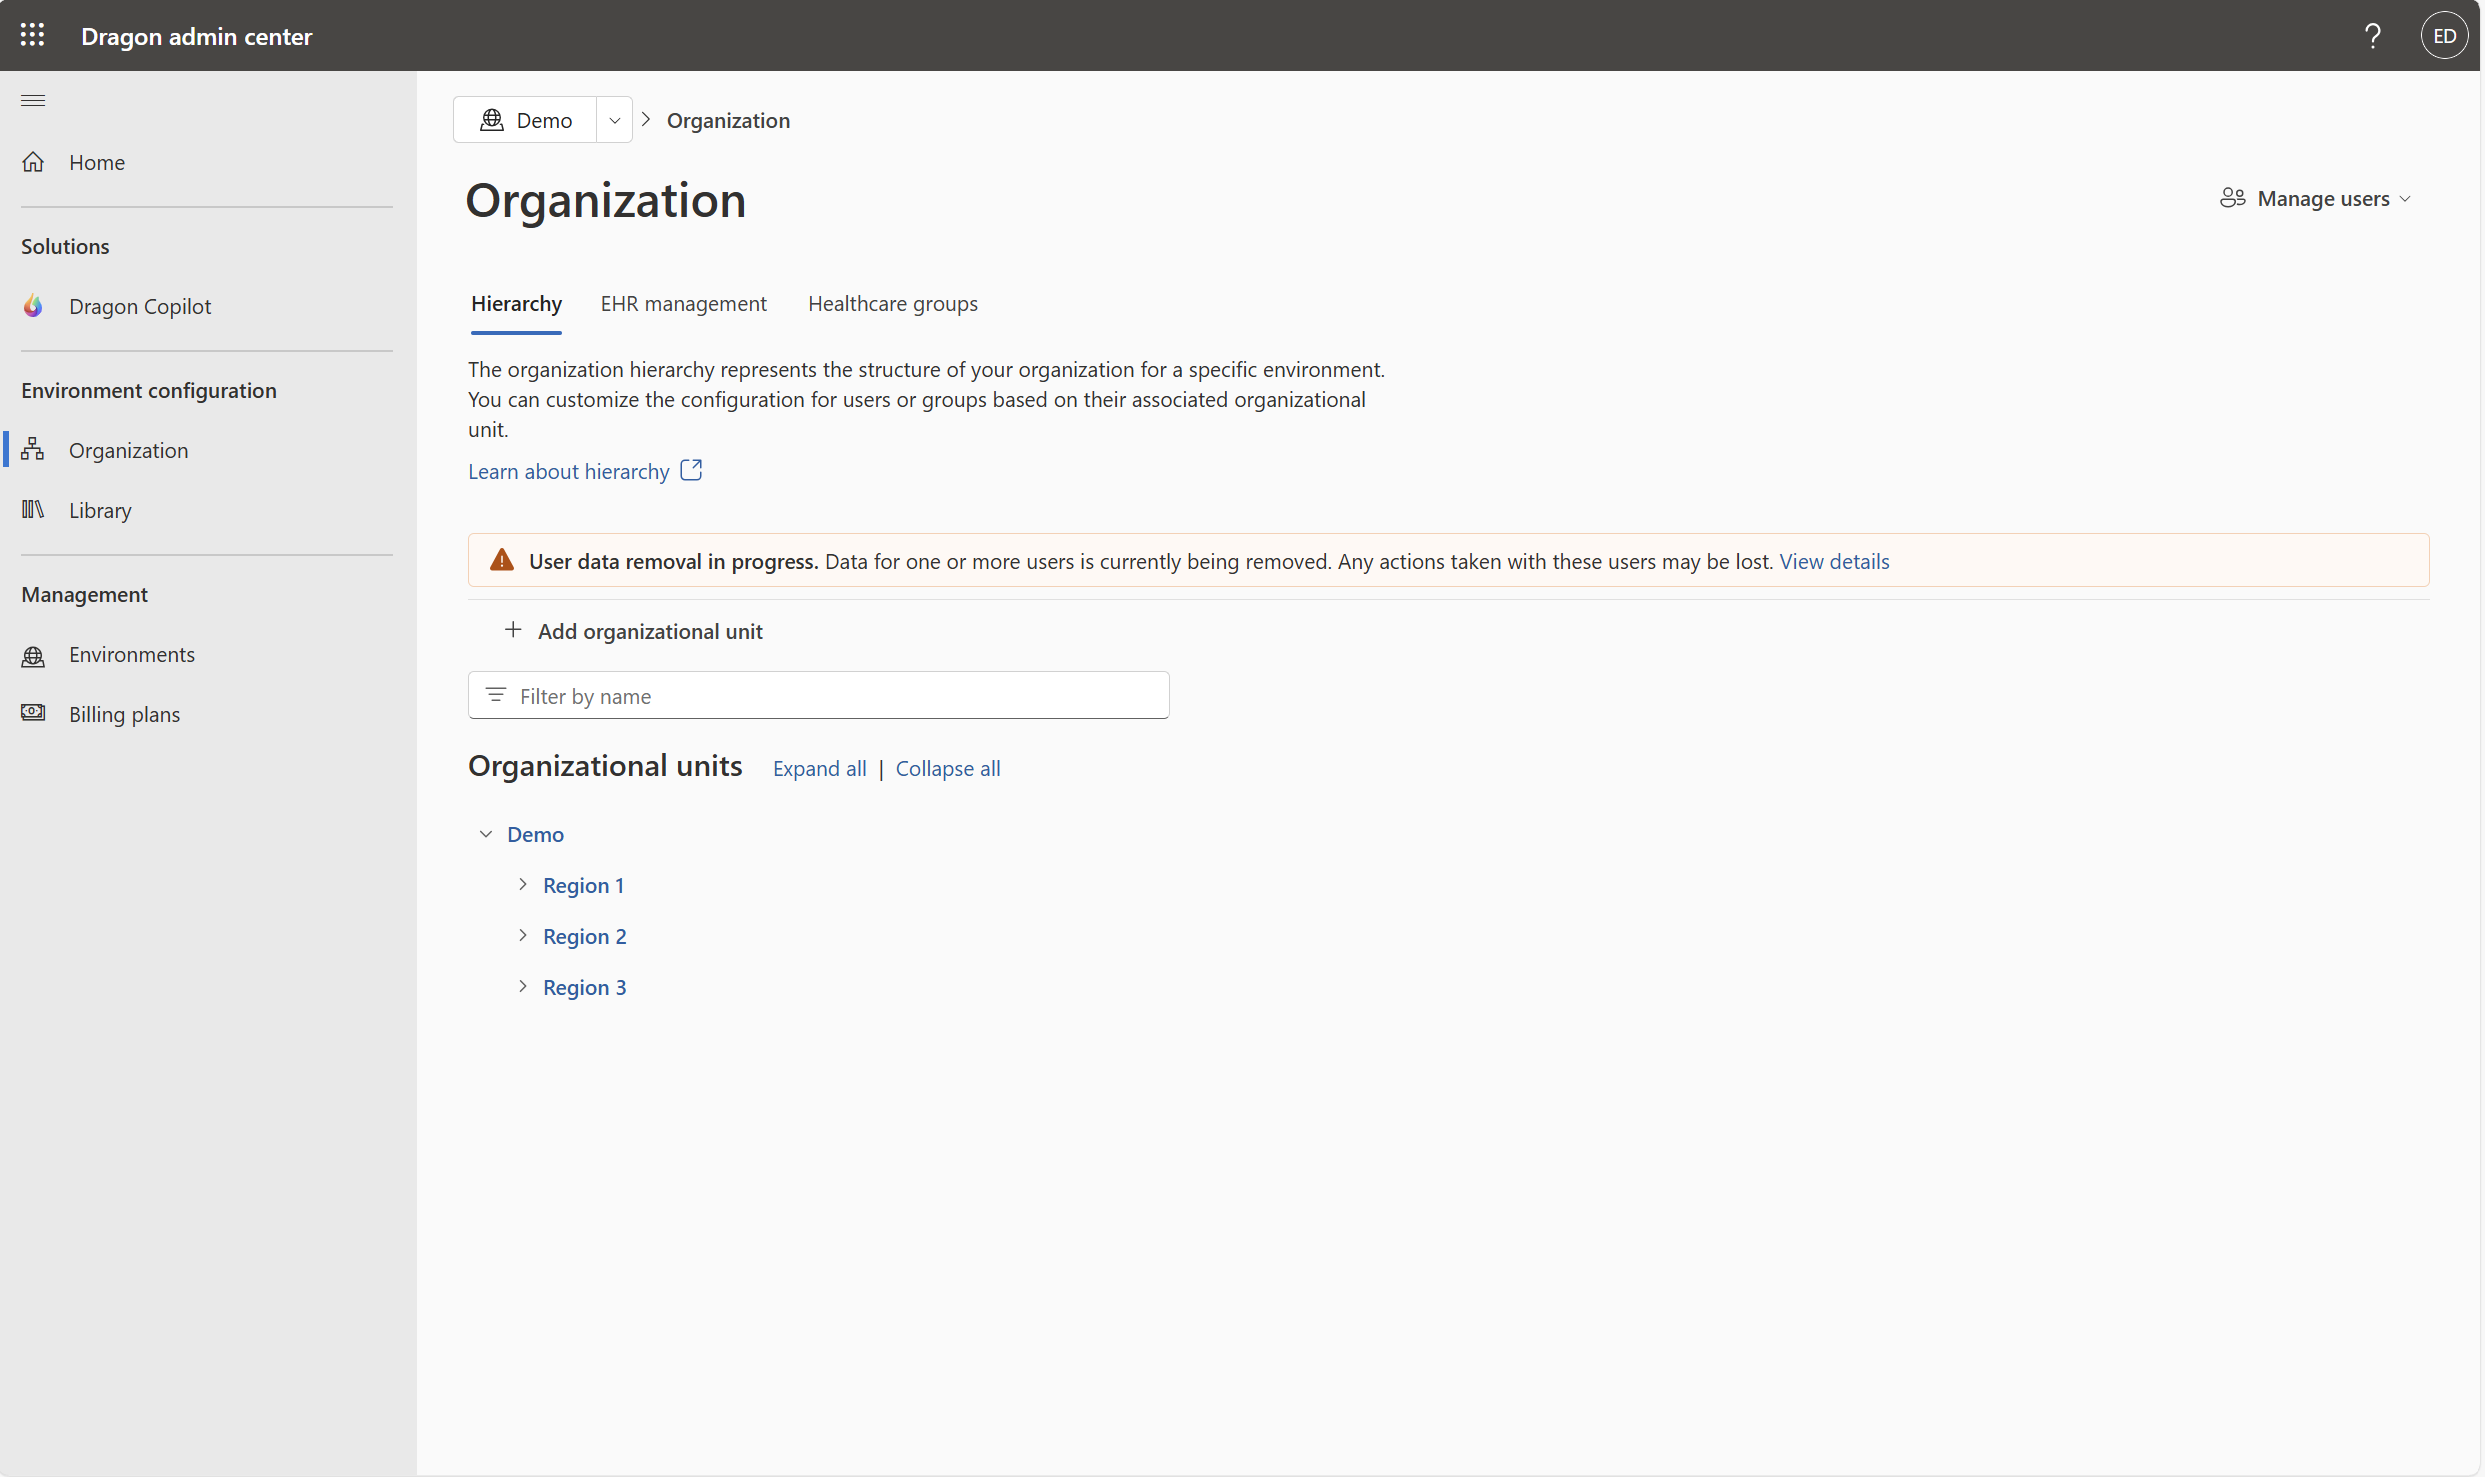 Dragon admin center
?
ED
Home
Solutions
Dragon Copilot
Environment configuration
Organization
Library
Management
Environments
Billing plans
Demo
Organization
Organization
Manage users
Hierarchy
EHR management
Healthcare groups
The organization hierarchy represents the structure of your organization for a specific environment.
You can customize the configuration for users or groups based on their associated organizational
unit.
Learn about hierarchy
User data removal in progress. Data for one or more users is currently being removed. Any actions taken with these users may be lost. View details
Add organizational unit
Filter by name
Organizational units Expand all | Collapse all
Demo
Region 1
Region 2
Region 3